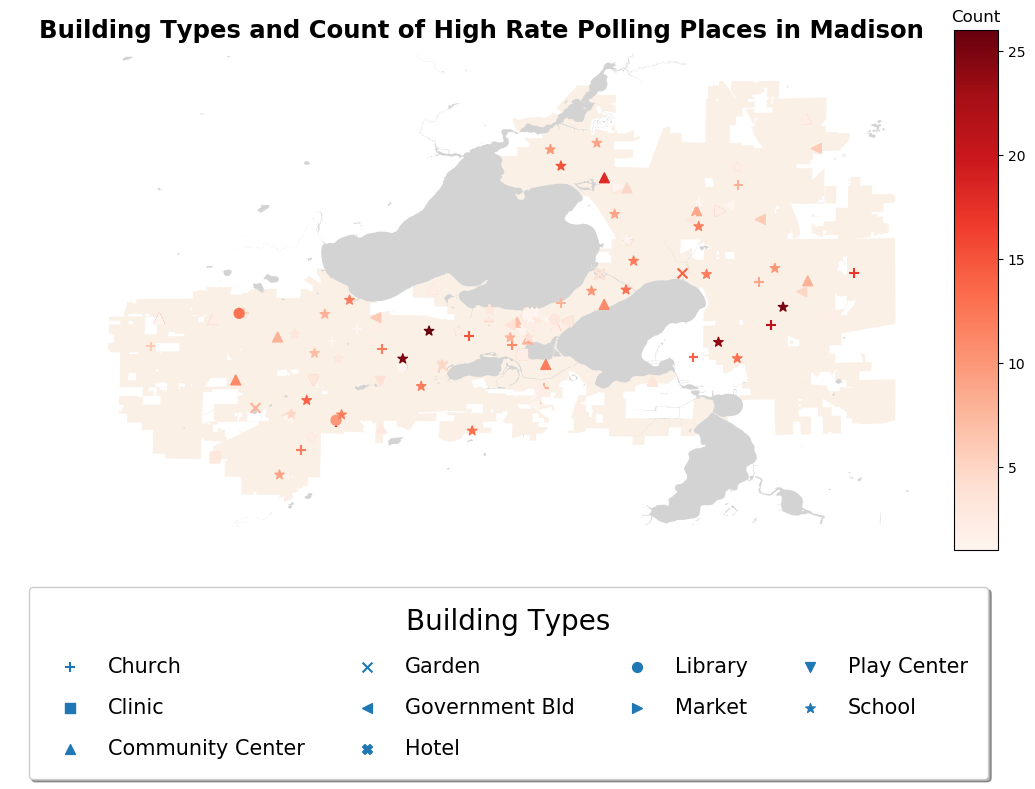 Building Types and Count of High Rate Polling Places in Madison
Count
25
20
15
10
5
Building Types
Church
Garden
Library
Play Center
Clinic
Government Bld
Market
School
Community Center
Hotel